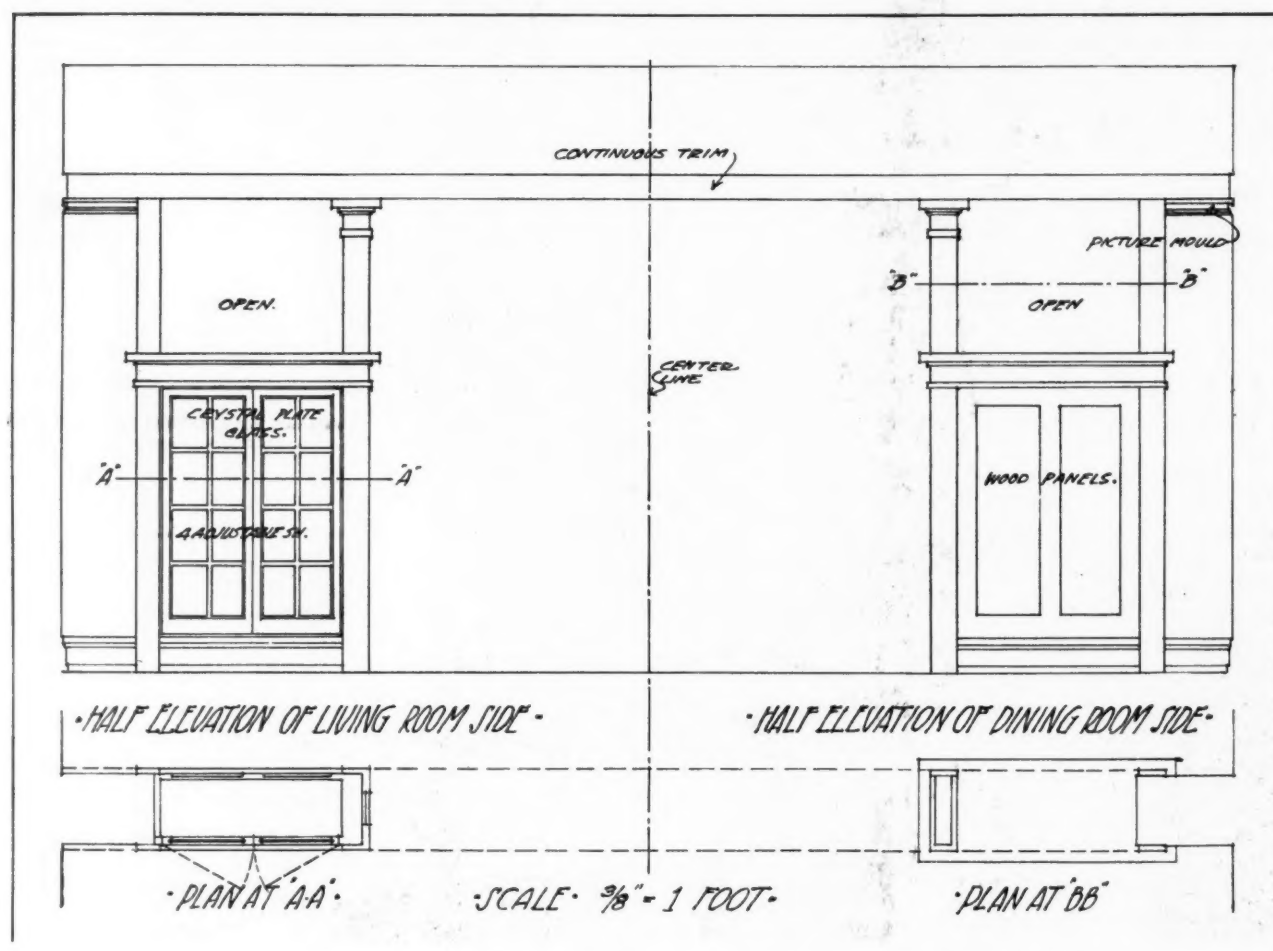 CONTINUOUS TRIM
PICTURE MOULD
"B" "B"
OPEN.
OPEN
CENTER
LINE
CRYSTAL PLATE
GLASS.
"A" "A"
WOOD PANELS.
4 ADJUSTABLE SH.
·HALF ELEVATION OF LIVING ROOM SIDE·
·HALF ELEVATION OF DINING ROOM SIDE·
·PLAN AT "A-A"·
·SCALE· 3/8" = 1 FOOT·
·PLAN AT "BB"